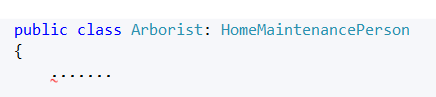 public class Arborist: HomeMaintenancePerson
{
.......